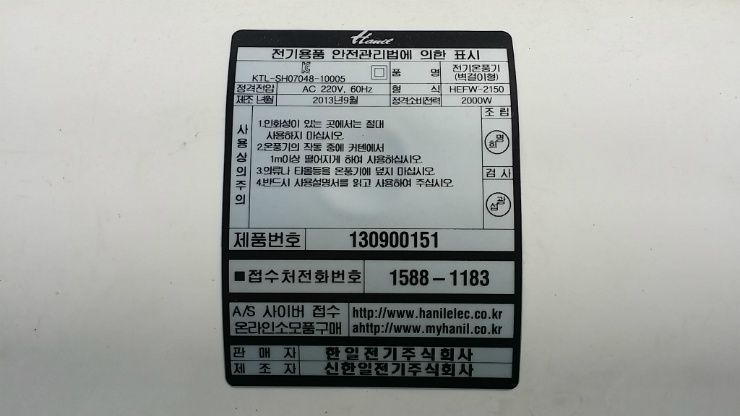 Hanil
전기용품 안전관리법에 의한 표시
KTL-SH07048-10005
품 명
전기온풍기
(벽걸이형)
정격전압 AC 220V, 60Hz
형 식 HEFW-2150
제조년월 2013년9월
정격소비전력 2000W
사용상의주의
1.인화성이 있는 곳에서는 절대
사용하지 마십시오.
2.온풍기의 작동 중에 커텐에서
1m이상 떨어지게 하여 사용하십시오.
3.의류나 타올등을 온풍기에 덮지 마십시오.
4.반드시 사용설명서를 읽고 사용하여 주십시오.
조 립
명희
검 사
광섭
제품번호 130900151
■접수처전화번호 1588-1183
A/S 사이버 접수 http://www.hanilelec.co.kr
온라인소모품구매 ahttp://www.myhanil.co.kr
판 매 자 한일전기주식회사
제 조 자 신한일전기주식회사